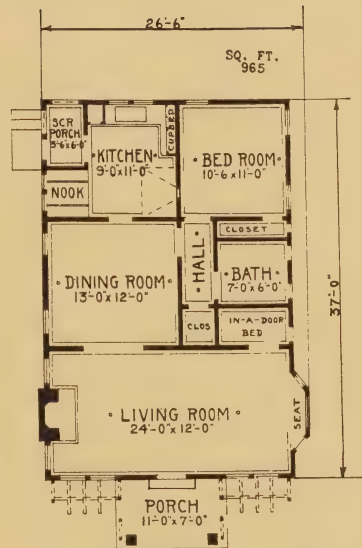 26'-6"
SQ. FT.
965
SCR
PORCH
5'-6"x6'-0"
KITCHEN
9'-0"x11'-0"
CUPBD
BED ROOM
10'-6"x11'-0"
NOOK
CLOSET
HALL
BATH
7'-0"x6'-0"
DINING ROOM
13'-0"x12'-0"
37'-0"
CLOS
IN-A-DOOR
BED
LIVING ROOM
24'-0"x12'-0"
SEAT
PORCH
11'-0"x7'-0"